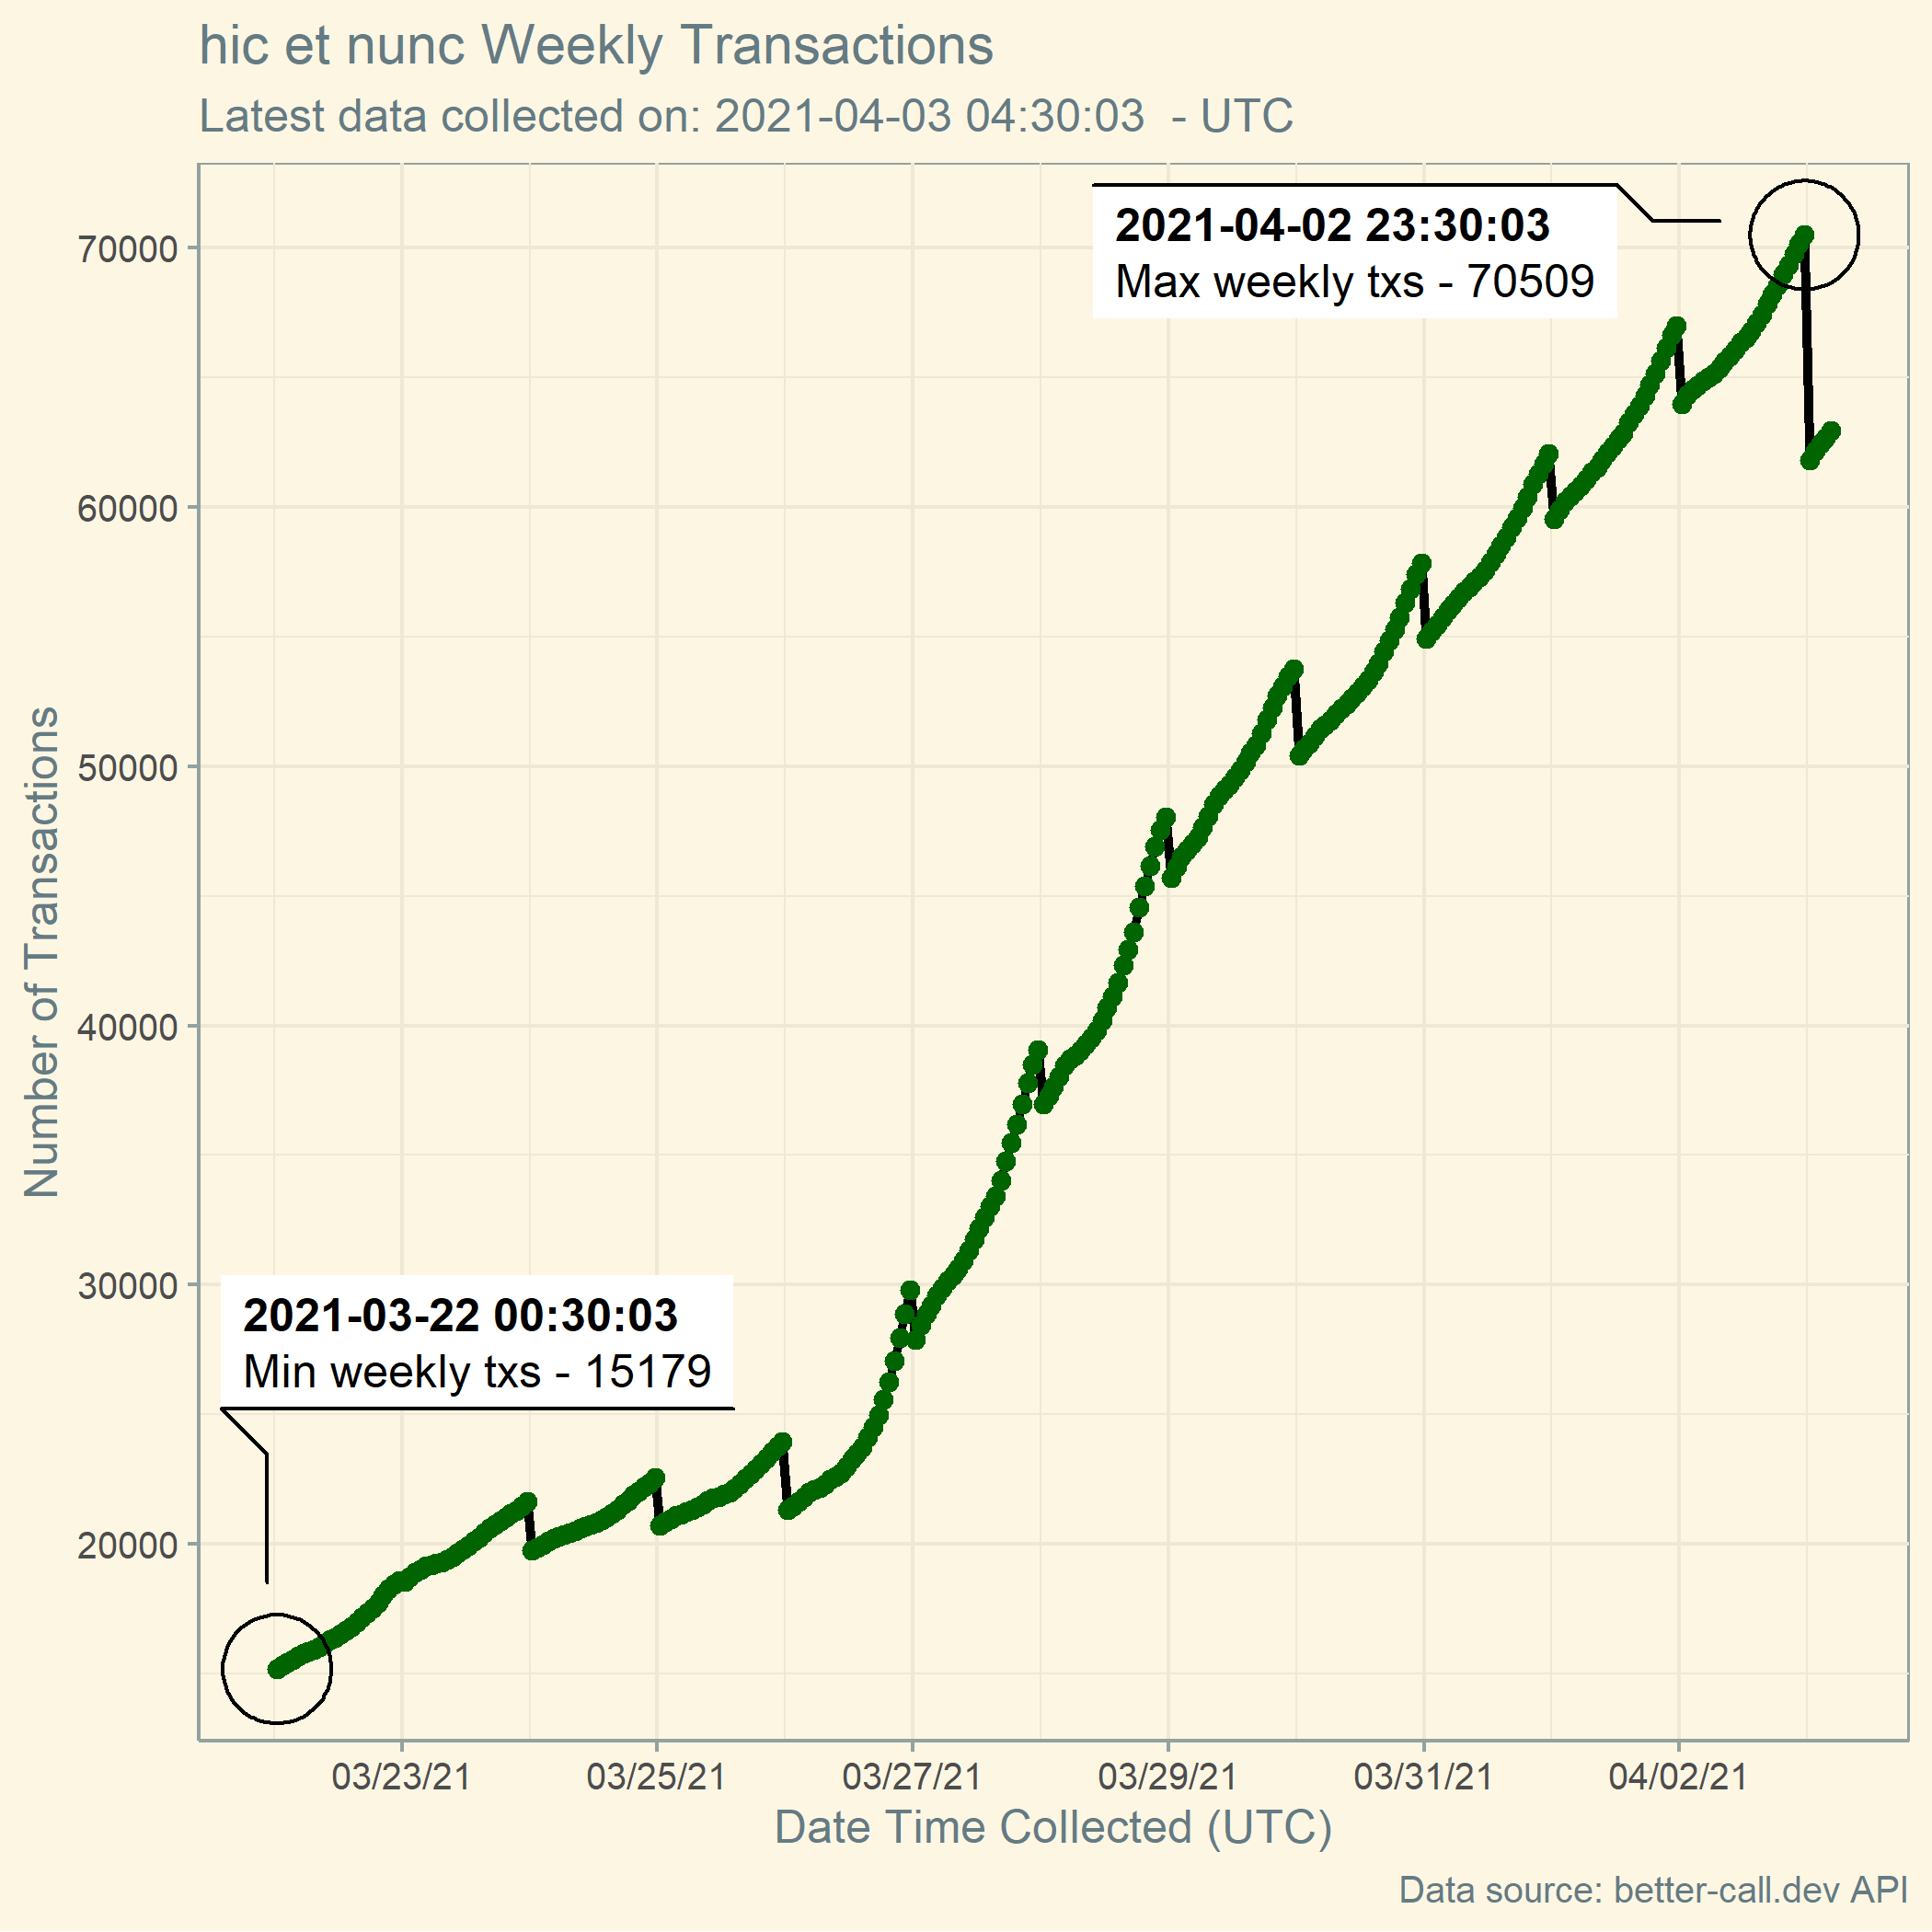 hic et nunc Weekly Transactions
Latest data collected on: 2021-04-03 04:30:03  - UTC
2021-04-02 23:30:03
Max weekly txs - 70509
70000
60000
50000
40000
30000
20000
Number of Transactions
2021-03-22 00:30:03
Min weekly txs - 15179
03/23/21
03/25/21
03/27/21
03/29/21
03/31/21
04/02/21
Date Time Collected (UTC)
Data source: better-call.dev API